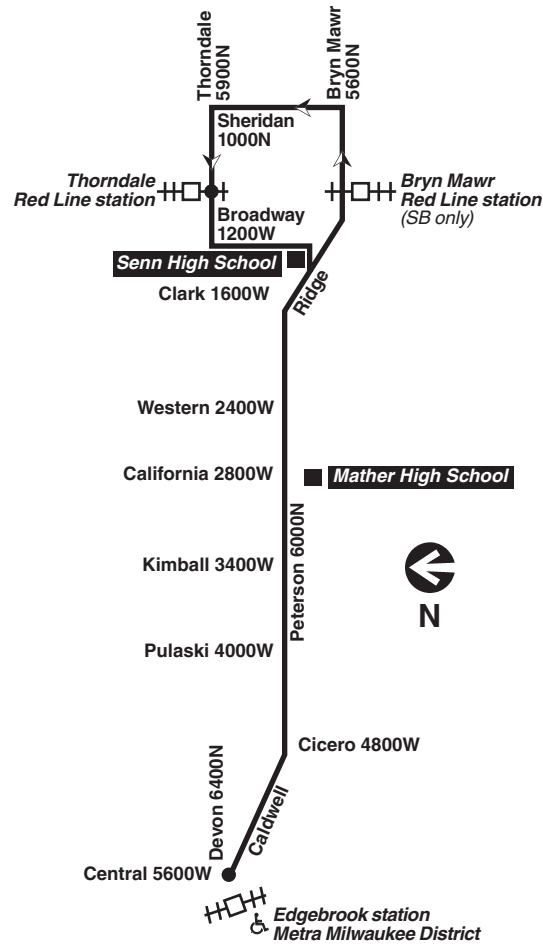 Thorndale
5900N
Bryn Mawr
5600N
Sheridan
1000N
Thorndale
Red Line station
Bryn Mawr
Red Line station
(SB only)
Broadway
1200W
Senn High School
Clark 1600W
Ridge
Western 2400W
California 2800W
Mather High School
Peterson 6000N
Kimball 3400W
N
Pulaski 4000W
Cicero 4800W
Devon 6400N
Caldwell
Central 5600W
Edgebrook station
Metra Milwaukee District